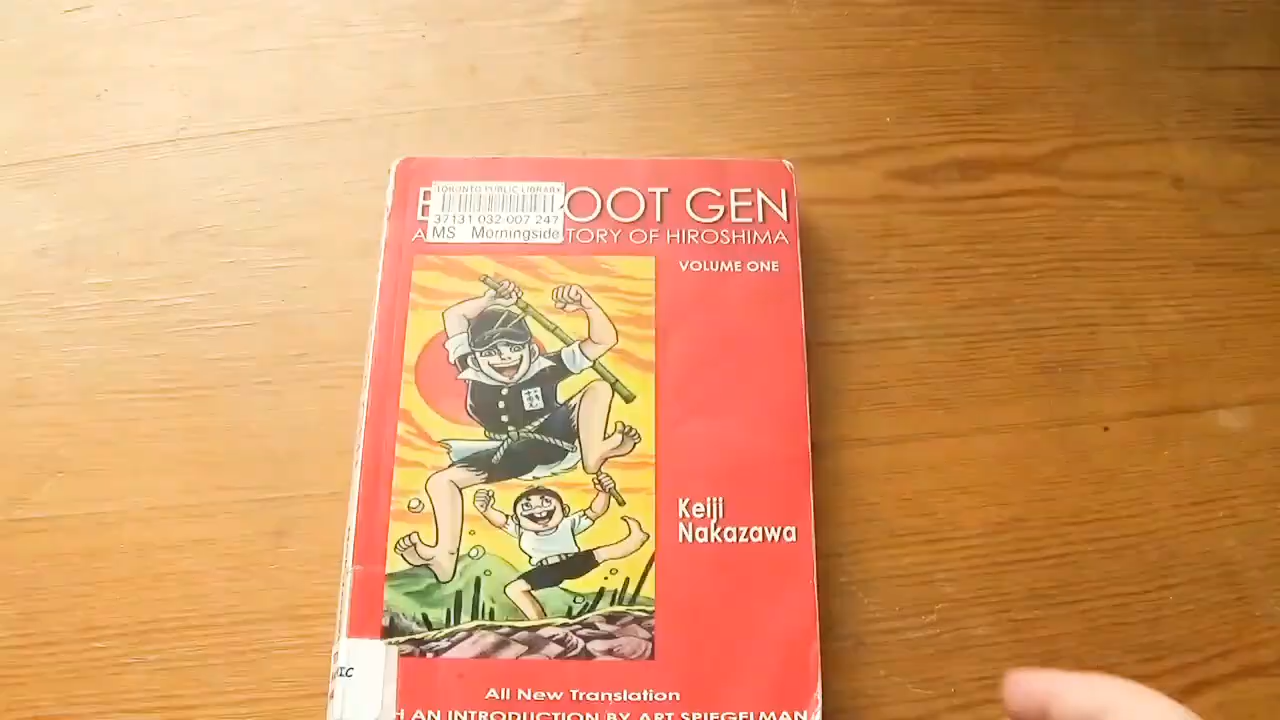 TORONTO PUBLIC LIBRARY
37131 032 007 247
MS Morningside
OOT GEN
TORY OF HIROSHIMA
VOLUME ONE
Keiji
Nakazawa
All New Translation
H AN INTRODUCTION BY ART SPIEGELMAN